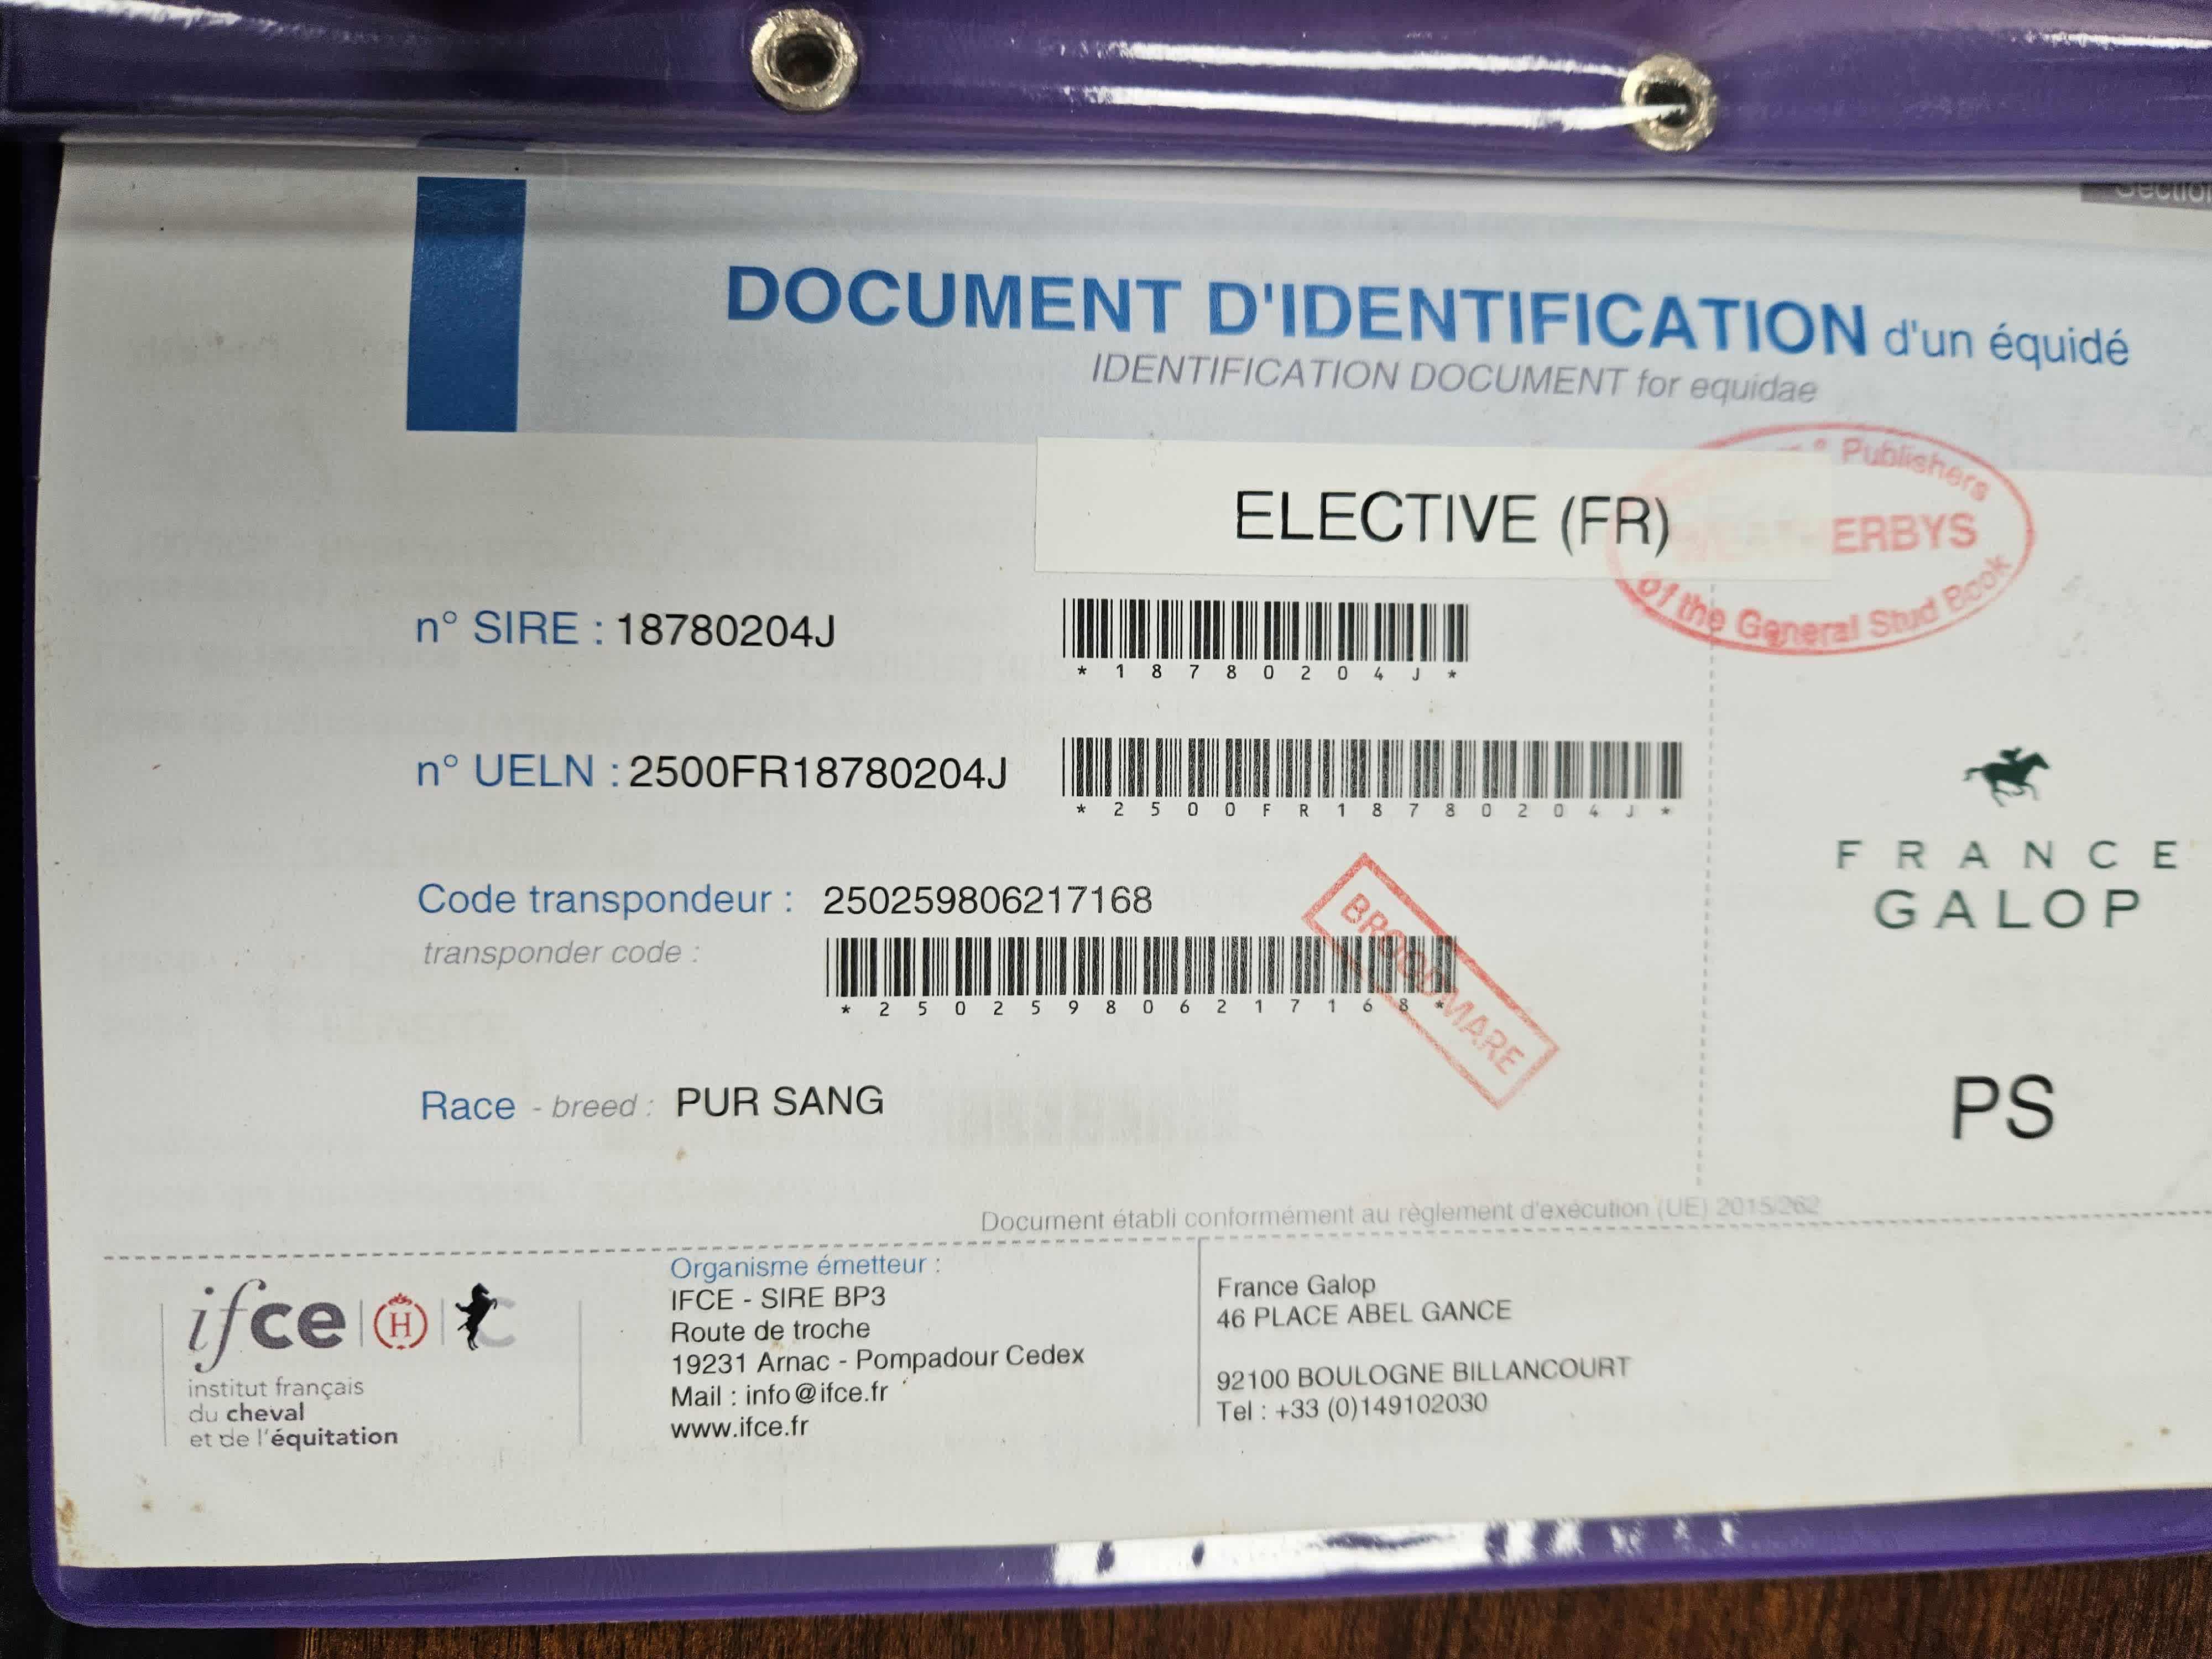 Section
DOCUMENT D'IDENTIFICATION d'un équidé
IDENTIFICATION DOCUMENT for equidae
ELECTIVE (FR)
Publishers
WEATHERBYS
of the General Stud Book
n° SIRE : 18780204J
* 1 8 7 8 0 2 0 4 J *
n° UELN : 2500FR18780204J
* 2 5 0 0 F R 1 8 7 8 0 2 0 4 J *
FRANCE
GALOP
Code transpondeur : 250259806217168
transponder code :
* 2 5 0 2 5 9 8 0 6 2 1 7 1 6 8 *
BROODMARE
Race - breed : PUR SANG
PS
Document établi conformément au règlement d'exécution (UE) 2015/262
ifce H
institut français
du cheval
et de l'équitation
Organisme émetteur :
IFCE - SIRE BP3
Route de troche
19231 Arnac - Pompadour Cedex
Mail : info@ifce.fr
www.ifce.fr
France Galop
46 PLACE ABEL GANCE
92100 BOULOGNE BILLANCOURT
Tel : +33 (0)149102030